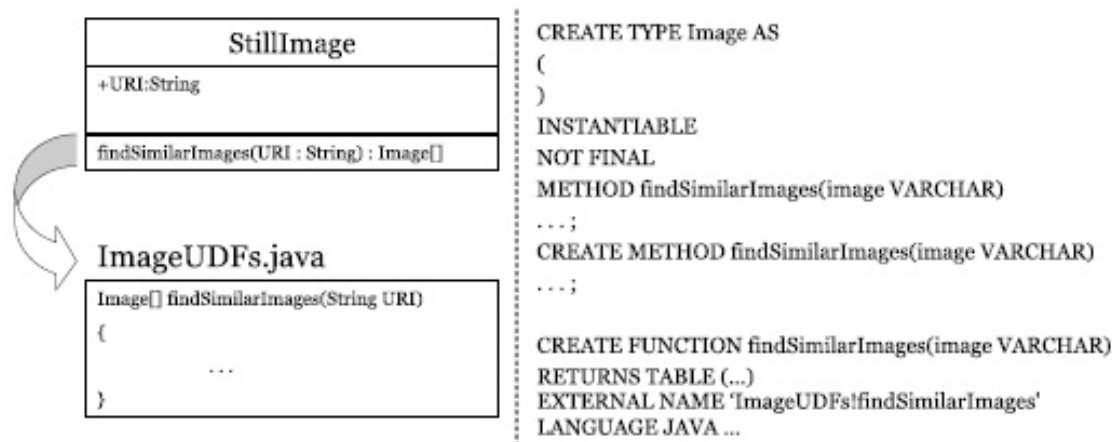 StillImage
+URI:String
findSimilarImages(URI : String) : Image[]
ImageUDFs.java
Image[] findSimilarImages(String URI)
{
. . .
}
CREATE TYPE Image AS
(
)
INSTANTIABLE
NOT FINAL
METHOD findSimilarImages(image VARCHAR)
. . . ;
CREATE METHOD findSimilarImages(image VARCHAR)
. . . ;
CREATE FUNCTION findSimilarImages(image VARCHAR)
RETURNS TABLE (...)
EXTERNAL NAME 'ImageUDFs!findSimilarImages'
LANGUAGE JAVA ...